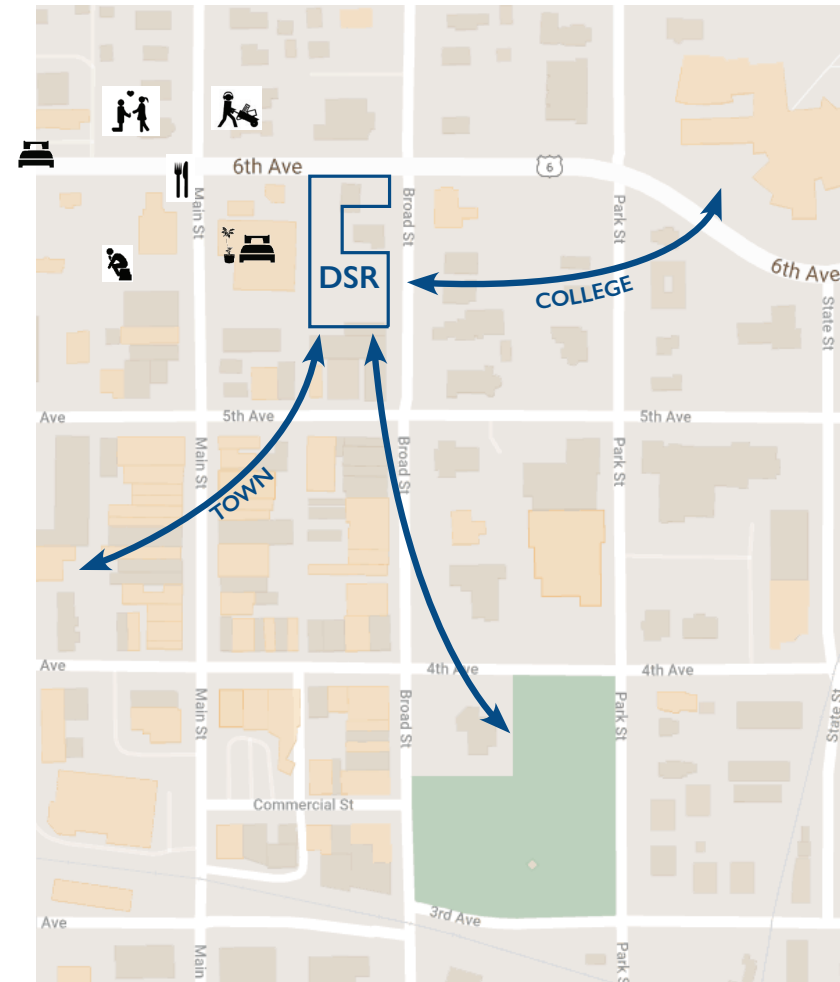 6th Ave
6
Main St
Broad St
Park St
DSR
COLLEGE
6th Ave
State St
Ave
5th Ave
5th Ave
Main St
Broad St
Park St
TOWN
Ave
4th Ave
4th Ave
Main St
Broad St
Park St
State St
Commercial St
Ave
3rd Ave
Main
Park S